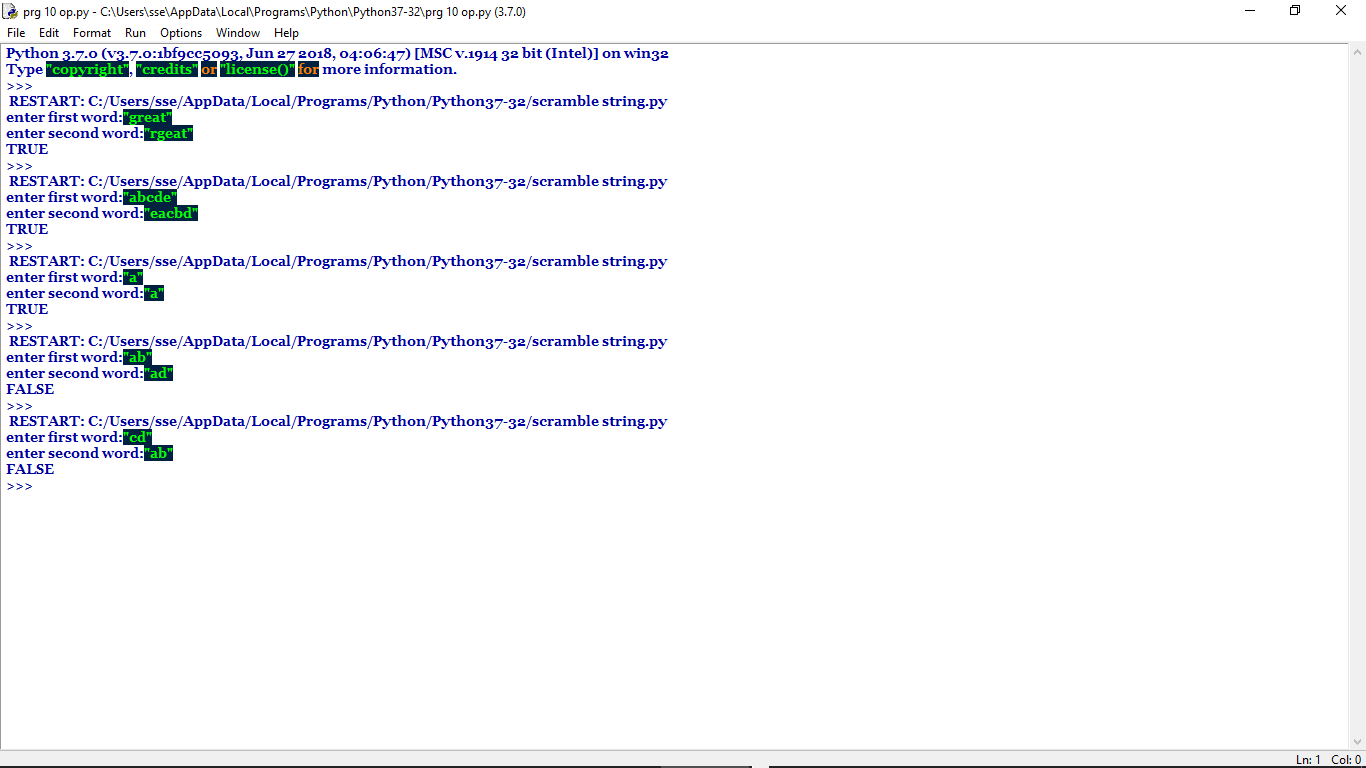 prg 10 op.py - C:\Users\sse\AppData\Local\Programs\Python\Python37-32\prg 10 op.py (3.7.0)
File Edit Format Run Options Window Help
Python 3.7.0 (v3.7.0:1bf9cc5093, Jun 27 2018, 04:06:47) [MSC v.1914 32 bit (Intel)] on win32
Type "copyright", "credits" or "license()" for more information.
>>>
 RESTART: C:/Users/sse/AppData/Local/Programs/Python/Python37-32/scramble string.py
enter first word:"great"
enter second word:"rgeat"
TRUE
>>>
 RESTART: C:/Users/sse/AppData/Local/Programs/Python/Python37-32/scramble string.py
enter first word:"abcde"
enter second word:"eacbd"
TRUE
>>>
 RESTART: C:/Users/sse/AppData/Local/Programs/Python/Python37-32/scramble string.py
enter first word:"a"
enter second word:"a"
TRUE
>>>
 RESTART: C:/Users/sse/AppData/Local/Programs/Python/Python37-32/scramble string.py
enter first word:"ab"
enter second word:"ad"
FALSE
>>>
 RESTART: C:/Users/sse/AppData/Local/Programs/Python/Python37-32/scramble string.py
enter first word:"cd"
enter second word:"ab"
FALSE
>>>
Ln: 1 Col: 0